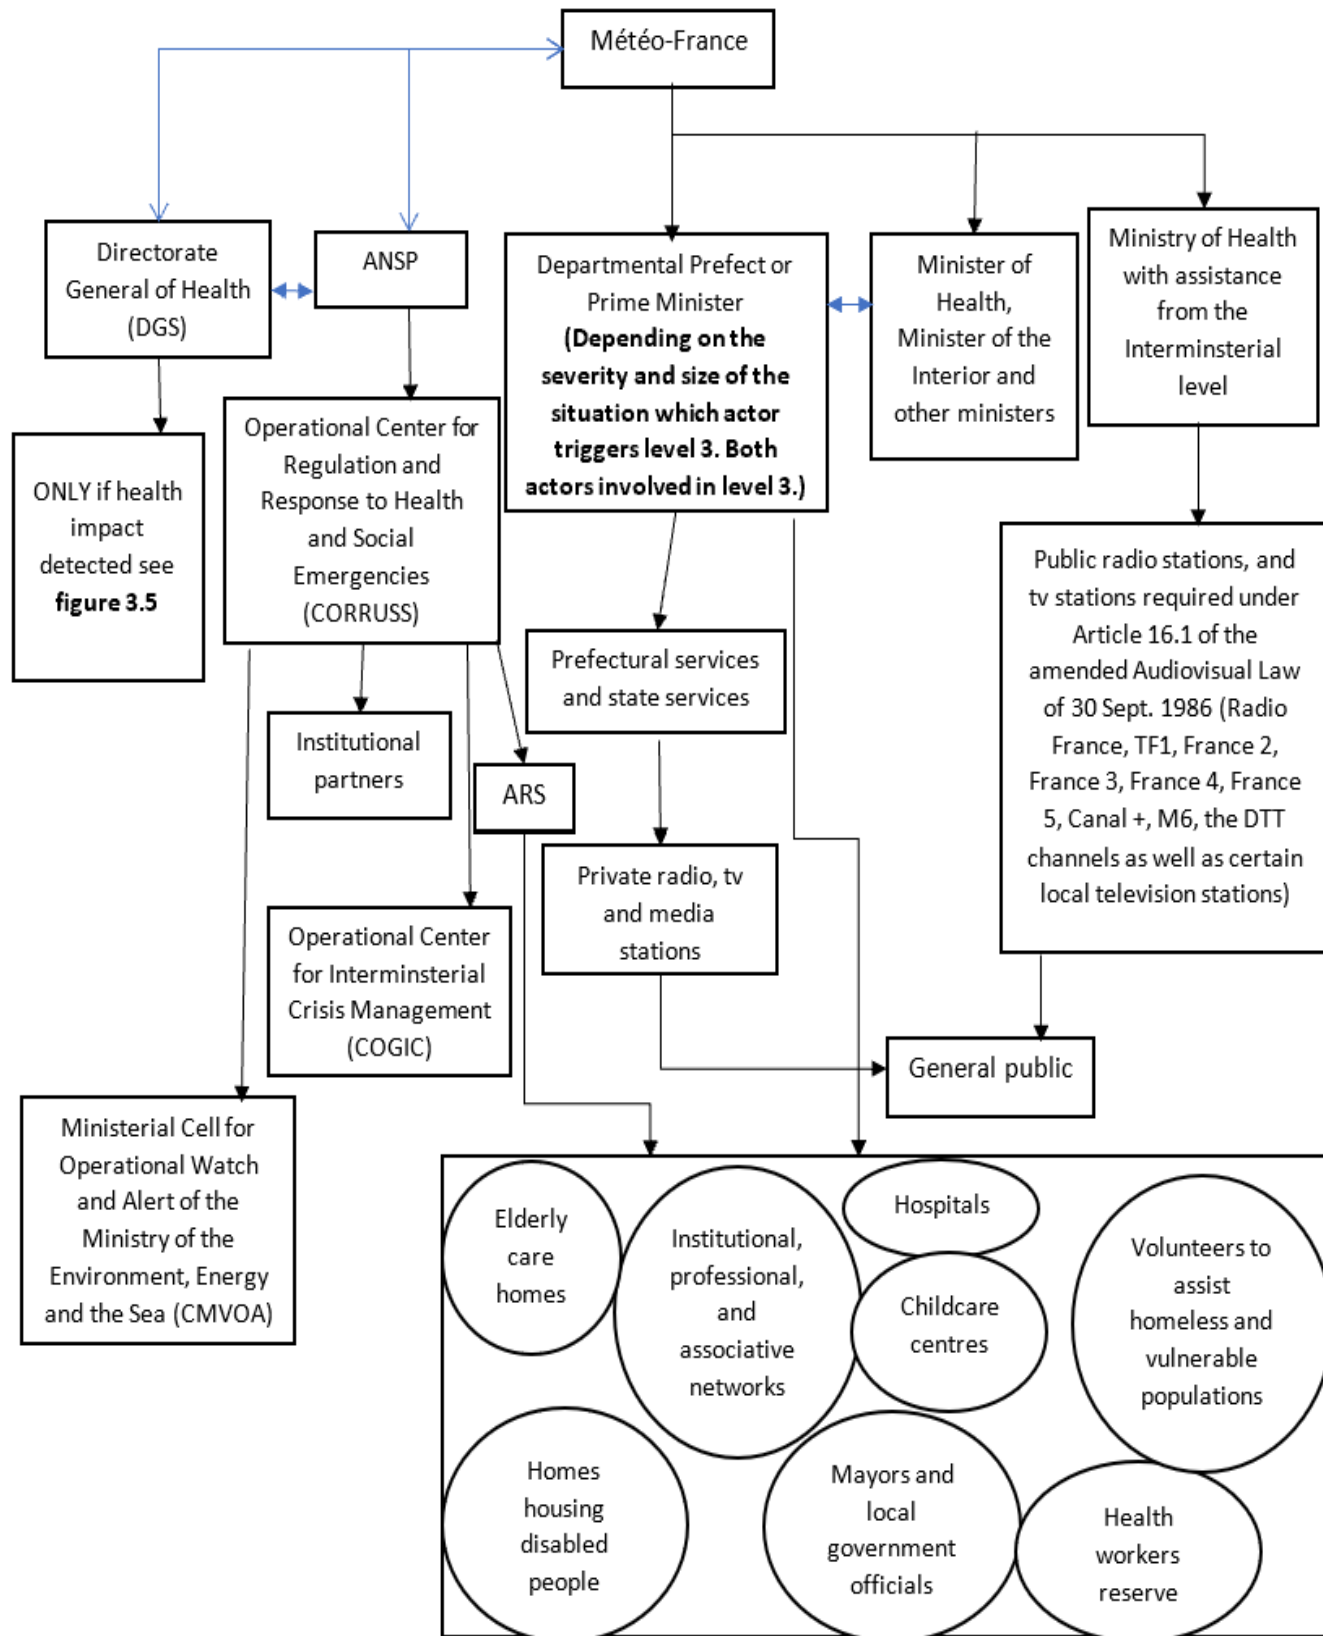 Météo-France
Directorate
General of Health
(DGS)
ANSP
Departmental Prefect or
Prime Minister
(Depending on the
severity and size of the
situation which actor
triggers level 3. Both
actors involved in level 3.)
Minister of
Health,
Minister of the
Interior and
other ministers
Ministry of Health
with assistance
from the
Interminsterial
level
ONLY if health
impact
detected see
figure 3.5
Operational Center for
Regulation and
Response to Health
and Social
Emergencies
(CORRUSS)
Public radio stations, and
tv stations required under
Article 16.1 of the
amended Audiovisual Law
of 30 Sept. 1986 (Radio
France, TF1, France 2,
France 3, France 4, France
5, Canal +, M6, the DTT
channels as well as certain
local television stations)
Prefectural services
and state services
Institutional
partners
ARS
Private radio, tv
and media
stations
Operational Center
for Interminsterial
Crisis Management
(COGIC)
General public
Ministerial Cell for
Operational Watch
and Alert of the
Ministry of the
Environment, Energy
and the Sea (CMVOA)
Elderly
care
homes
Institutional,
professional,
and
associative
networks
Hospitals
Childcare
centres
Volunteers to
assist
homeless and
vulnerable
populations
Homes
housing
disabled
people
Mayors and
local
government
officials
Health
workers
reserve